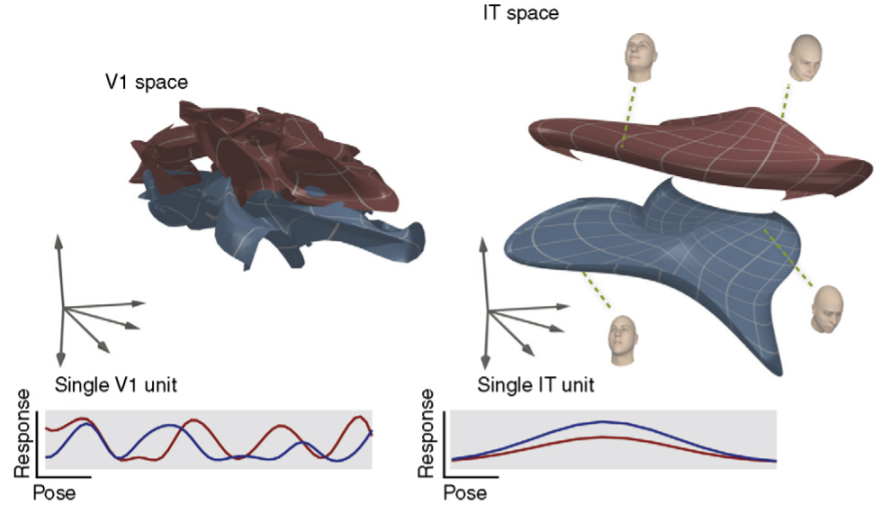 V1 space
IT space
Single V1 unit
Response
Pose
Single IT unit
Response
Pose